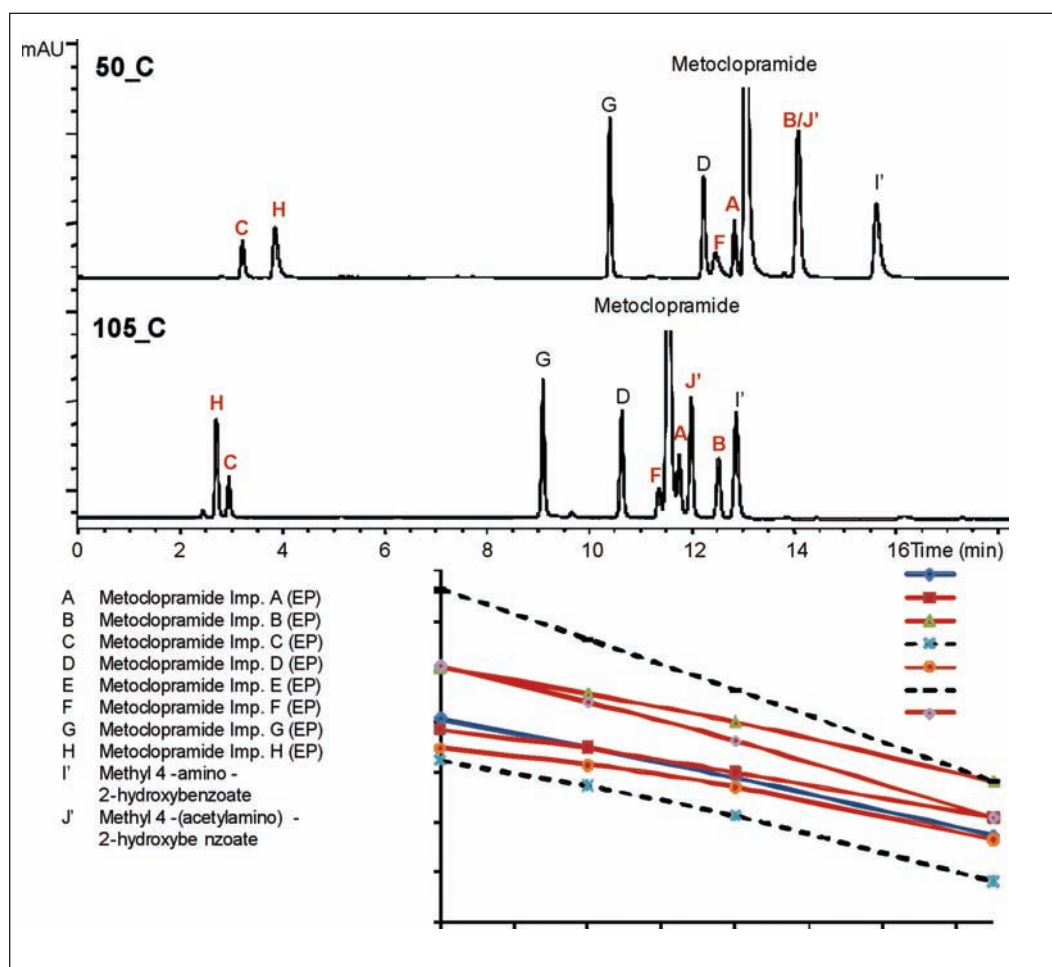 mAU
50_C
Metoclopramide
G
B/J'
D
I'
A
H
C
F
105_C
Metoclopramide
G
J'
D
I'
H
A
B
C
F
0 2 4 6 8 10 12 14 16 Time (min)
A Metoclopramide Imp. A (EP)
B Metoclopramide Imp. B (EP)
C Metoclopramide Imp. C (EP)
D Metoclopramide Imp. D (EP)
E Metoclopramide Imp. E (EP)
F Metoclopramide Imp. F (EP)
G Metoclopramide Imp. G (EP)
H Metoclopramide Imp. H (EP)
I' Methyl 4 -amino -
2-hydroxybenzoate
J' Methyl 4 -(acetylamino) -
2-hydroxybe nzoate